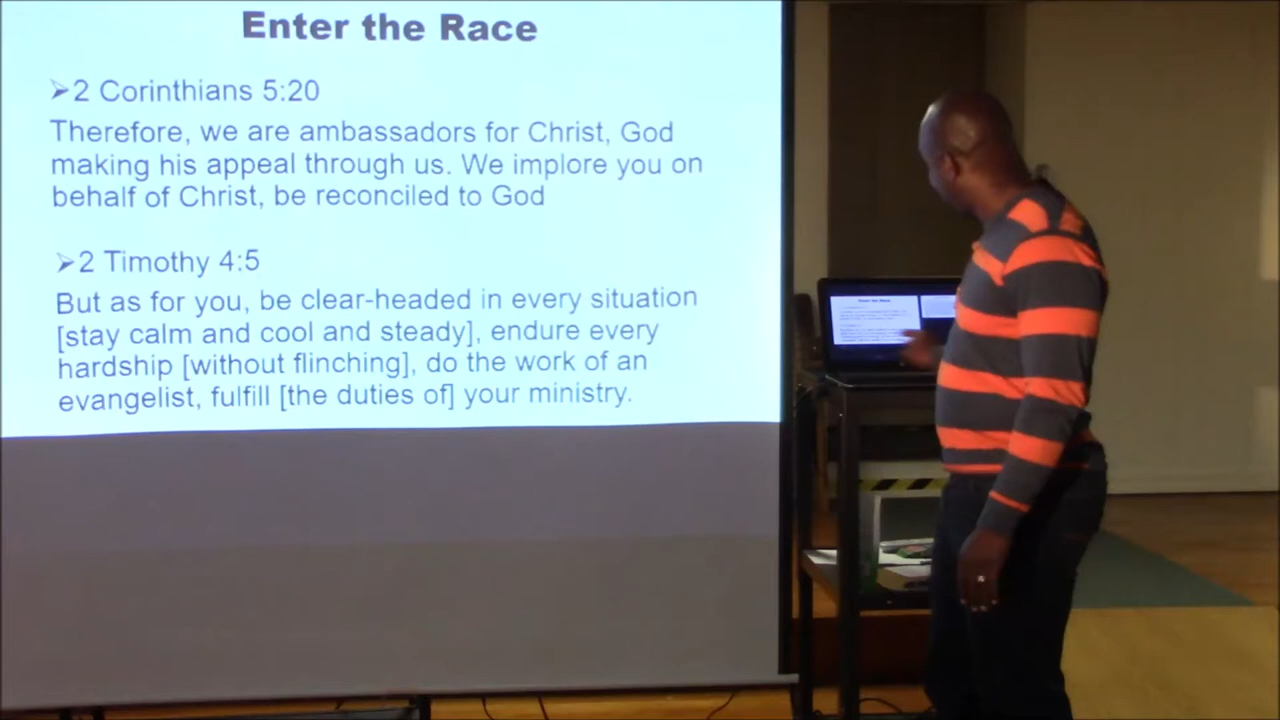 Enter the Race
➢2 Corinthians 5:20
Therefore, we are ambassadors for Christ, God
making his appeal through us. We implore you on
behalf of Christ, be reconciled to God
➢2 Timothy 4:5
But as for you, be clear-headed in every situation
[stay calm and cool and steady], endure every
hardship [without flinching], do the work of an
evangelist, fulfill [the duties of] your ministry.
Enter the Race